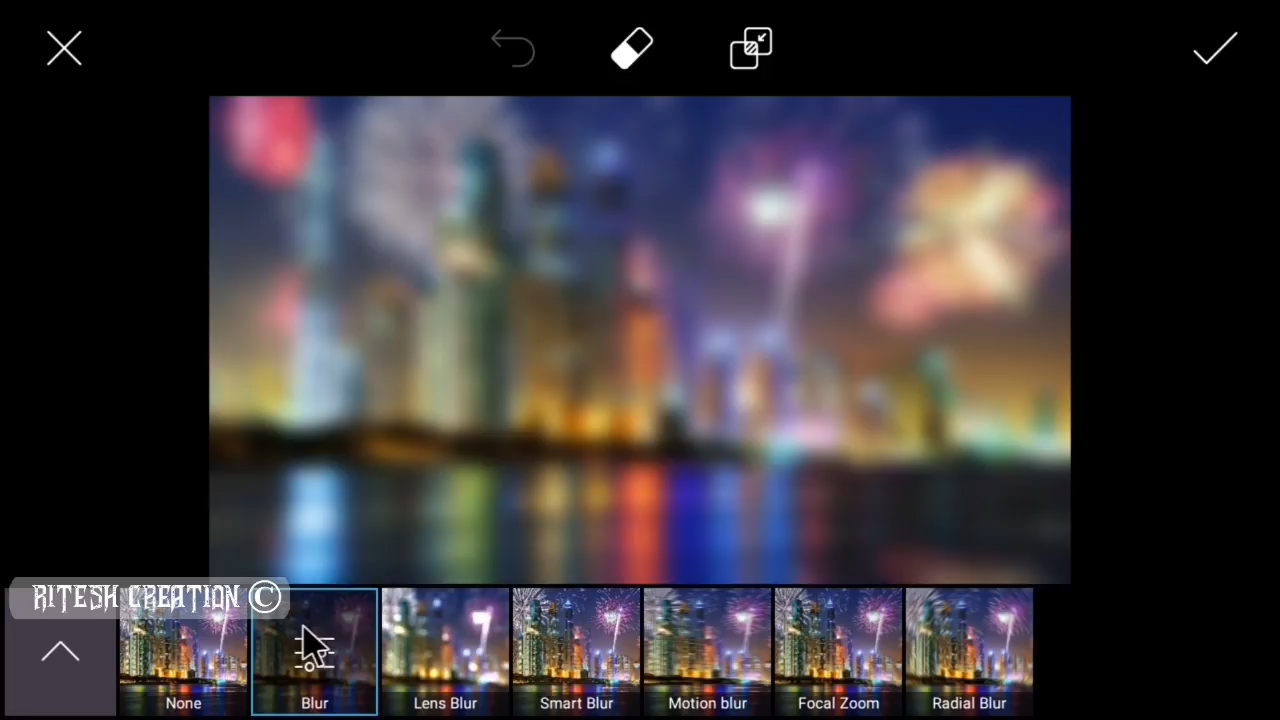 RITESH CREATION ©
None
Blur
Lens Blur
Smart Blur
Motion blur
Focal Zoom
Radial Blur